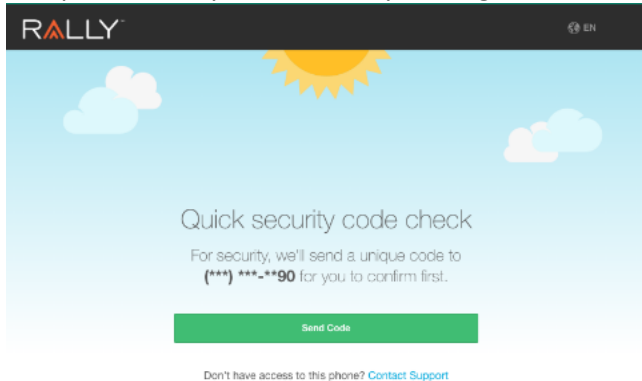 RALLY
EN
Quick security code check
For security, we'll send a unique code to
(***) ***-**90 for you to confirm first.
Send Code
Don't have access to this phone? Contact Support